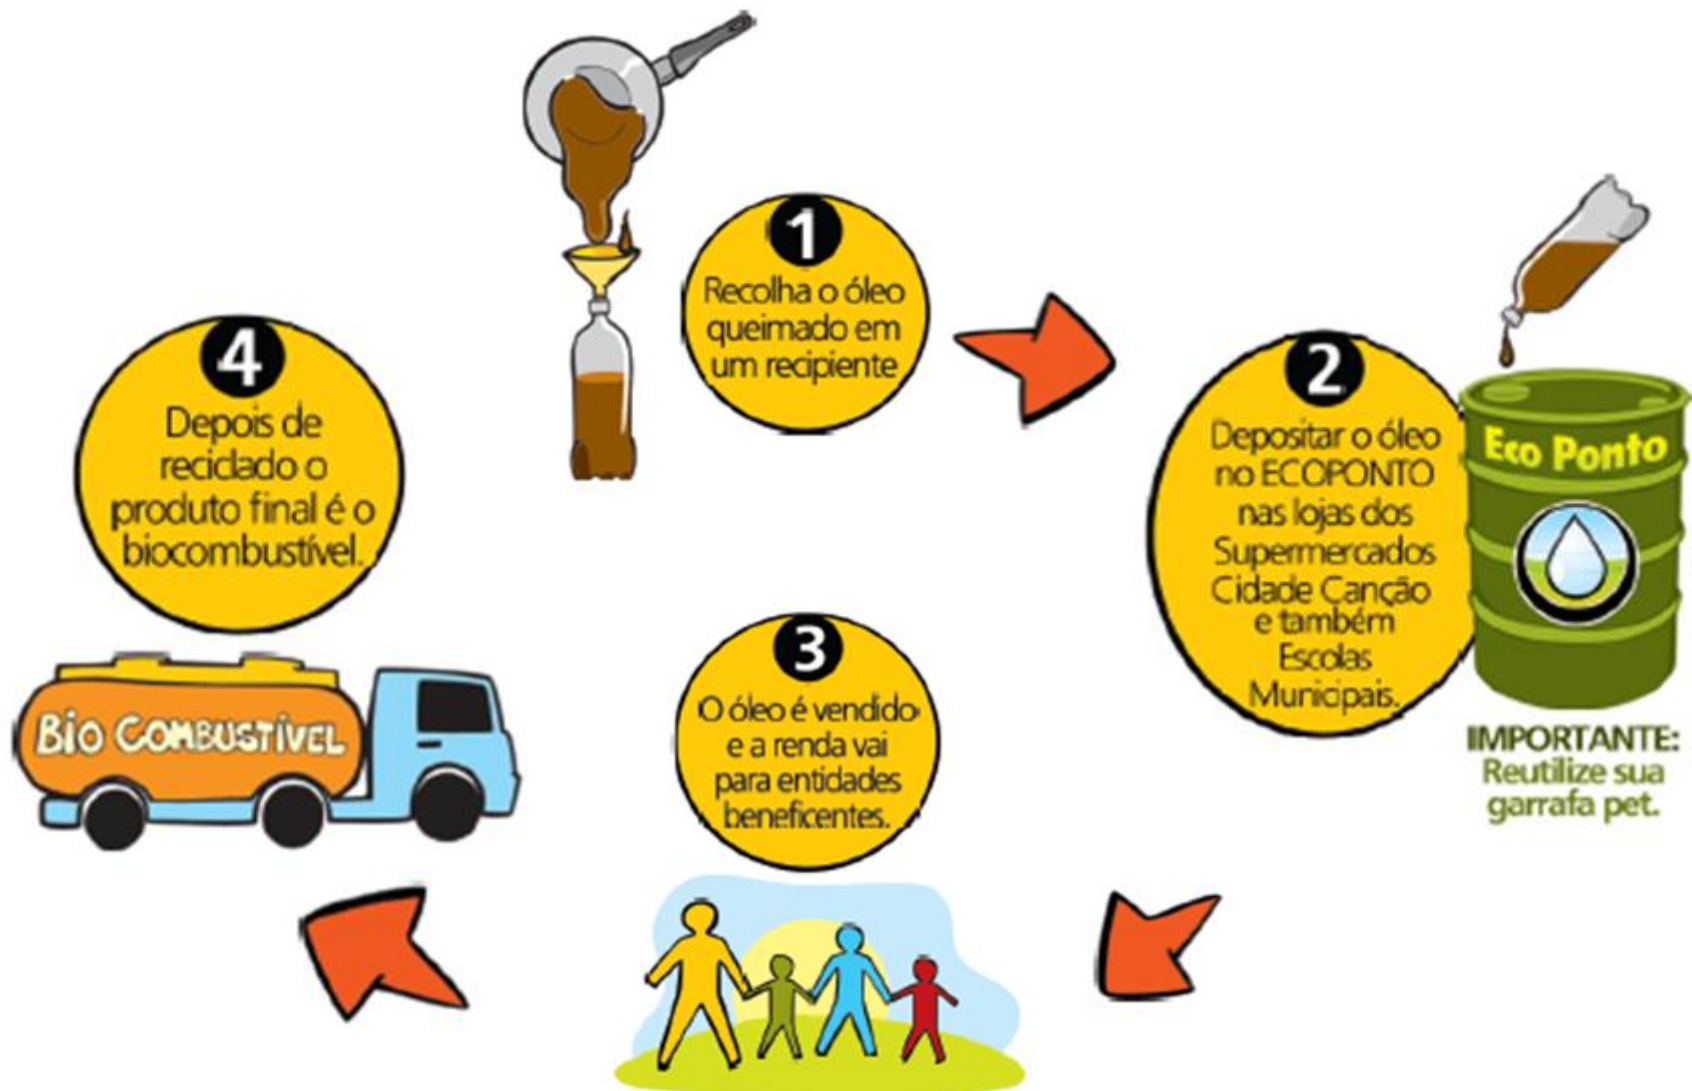 1
Recolha o óleo
queimado em
um recipiente
2
Depositar o óleo
no ECOPONTO
nas lojas dos
Supermercados
Cidade Canção
e também
Escolas
Municipais.
Eco Ponto
IMPORTANTE:
Reutilize sua
garrafa pet.
3
O óleo é vendido
e a renda vai
para entidades
beneficentes.
4
Depois de
reciclado o
produto final é o
biocombustível.
BIO COMBUSTÍVEL